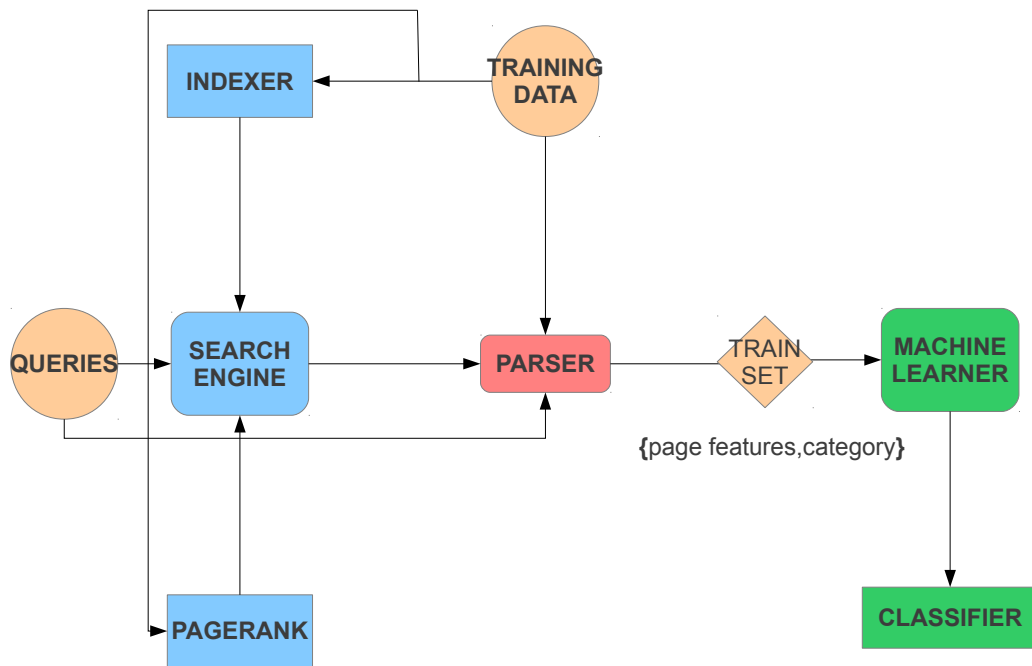 INDEXER
TRAINING
DATA
QUERIES
SEARCH
ENGINE
PARSER
TRAIN
SET
MACHINE
LEARNER
{page features,category}
PAGERANK
CLASSIFIER